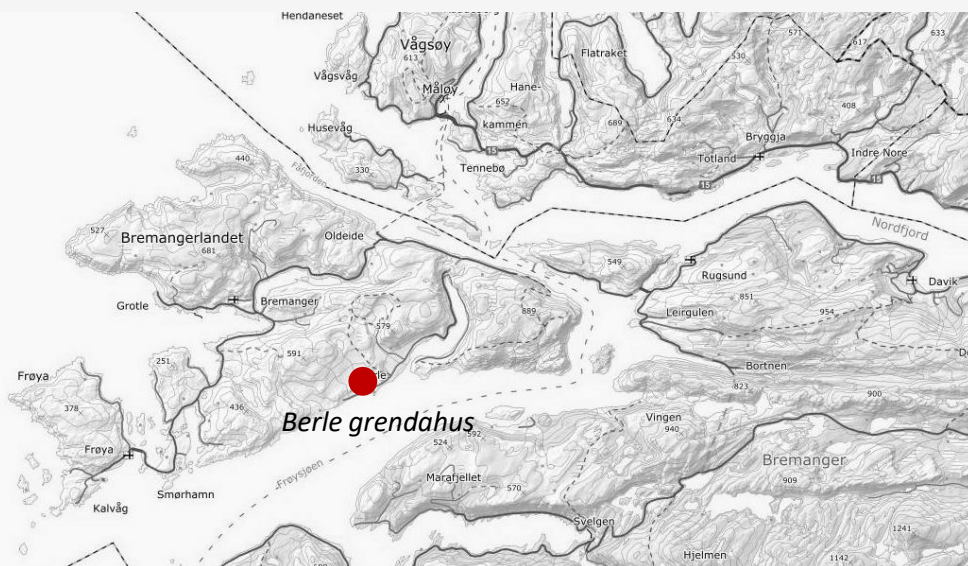 Hendaneset
Vågsøy
613
Vågsvåg
Måløy
Hane-
kammen
652
Flatraket
571
530
617
633
689
634
408
Bryggja
Totland
Indre Nore
15
15
15
Husevåg
330
Tennebø
440
Fåfjorden
527
Bremangerlandet
681
Oldeide
Nordfjord
549
Rugsund
Davik
851
954
Leirgulen
Grotle
Bremanger
579
889
591
251
Bortnen
823
900
Frøya
378
436
Berle grendahus
Vingen
940
592
524
Frøya
Frøysjøen
Marafjellet
570
Bremanger
909
Smørhamn
Kalvåg
Svelgen
1241
Hjelmen
1142